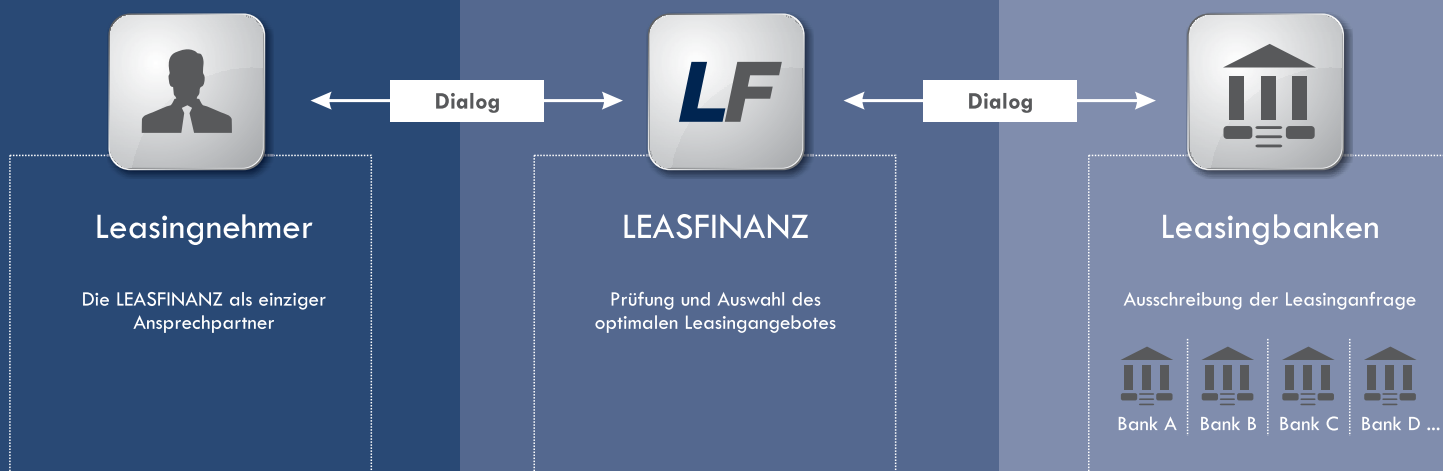 Dialog
LF
Dialog
Leasingnehmer
Die LEASFINANZ als einziger
Ansprechpartner
LEASFINANZ
Prüfung und Auswahl des
optimalen Leasingangebotes
Leasingbanken
Ausschreibung der Leasinganfrage
Bank A
Bank B
Bank C
Bank D ...